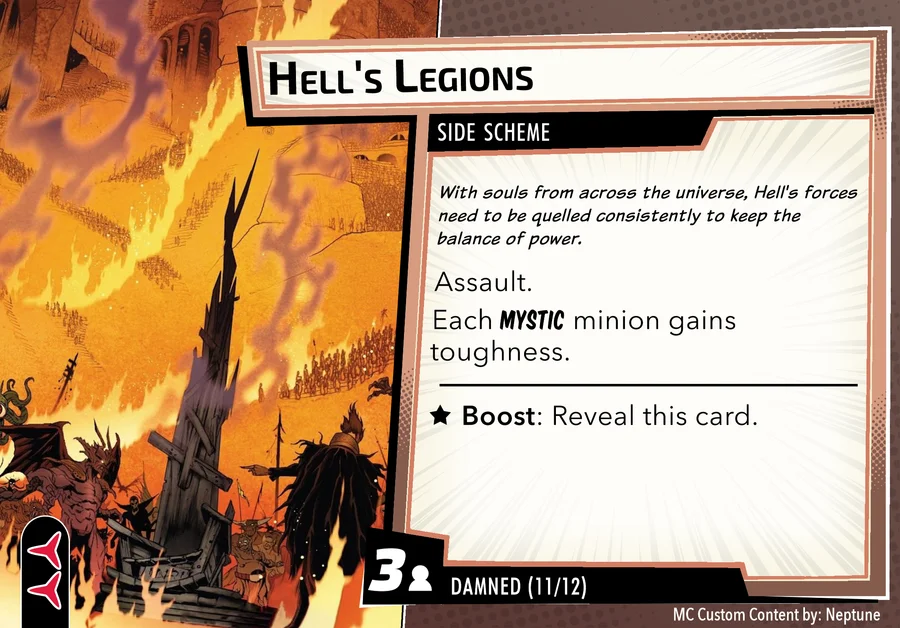 Hell's Legions
SIDE SCHEME
With souls from across the universe, Hell's forces
need to be quelled consistently to keep the
balance of power.
Assault.
Each MYSTIC minion gains
toughness.
★ Boost: Reveal this card.
3
DAMNED (11/12)
MC Custom Content by: Neptune